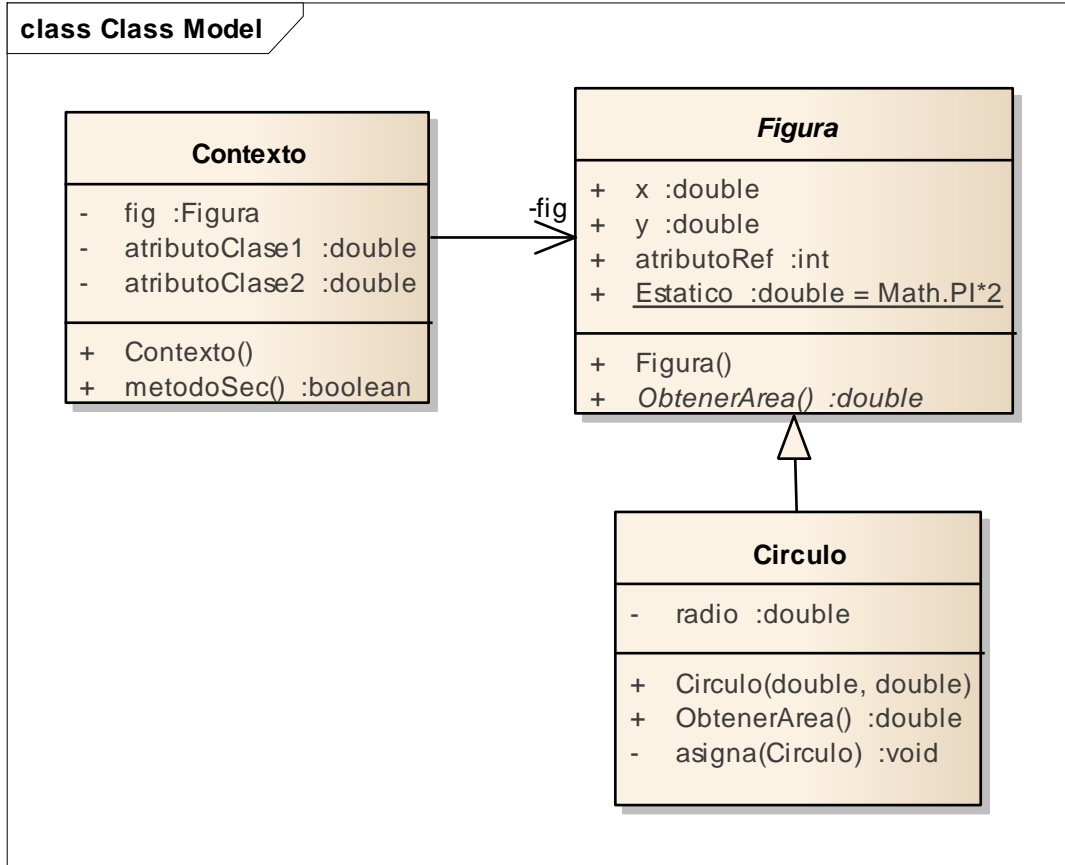 class Class Model
Contexto
- fig :Figura
- atributoClase1 :double
- atributoClase2 :double
+ Contexto()
+ metodoSec() :boolean
-fig
Figura
+ x :double
+ y :double
+ atributoRef :int
+ Estatico :double = Math.PI*2
+ Figura()
+ ObtenerArea() :double
Circulo
- radio :double
+ Circulo(double, double)
+ ObtenerArea() :double
- asigna(Circulo) :void